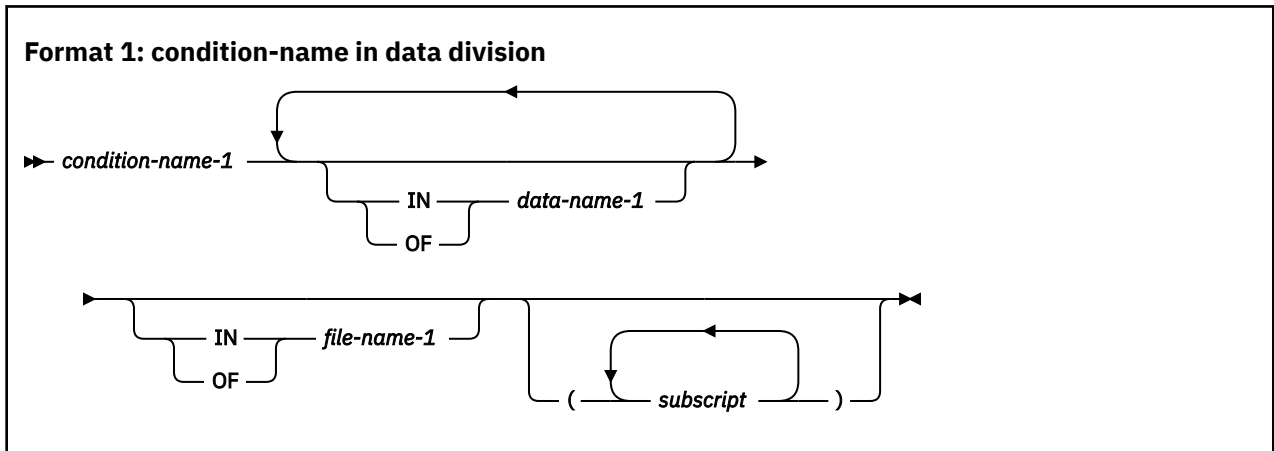 Format 1: condition-name in data division
condition-name-1
IN data-name-1
OF
IN file-name-1
OF
( subscript )